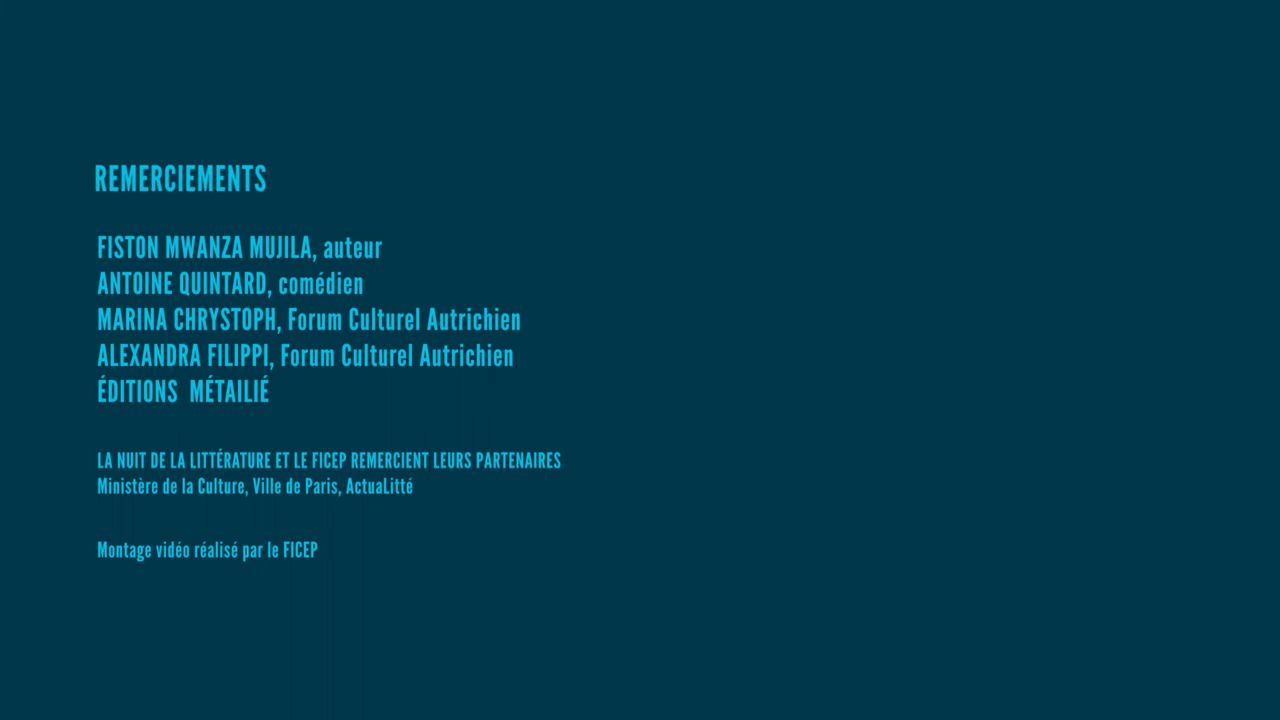 REMERCIEMENTS
FISTON MWANZA MUJILA, auteur
ANTOINE QUINTARD, comédien
MARINA CHRYSTOPH, Forum Culturel Autrichien
ALEXANDRA FILIPPI, Forum Culturel Autrichien
ÉDITIONS MÉTAILIÉ
LA NUIT DE LA LITTÉRATURE ET LE FICEP REMERCIENT LEURS PARTENAIRES
Ministère de la Culture, Ville de Paris, ActuaLitté
Montage vidéo réalisé par le FICEP